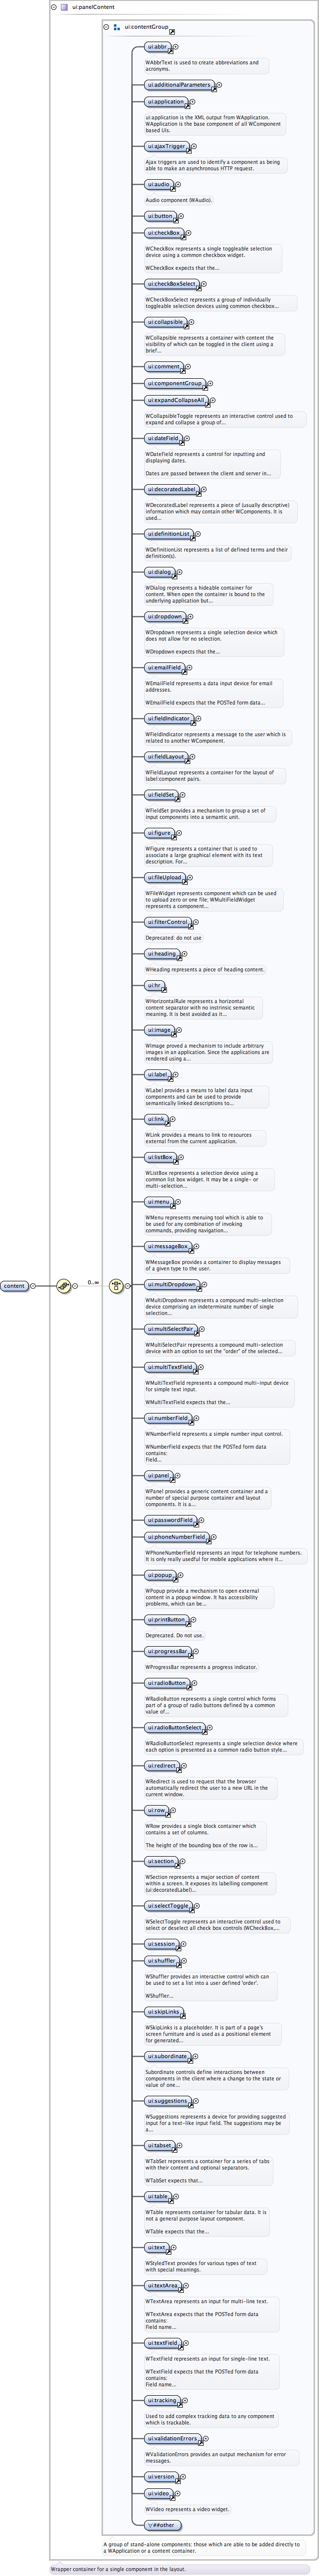 ui:panelContent
ui:contentGroup
ui:abbr
WAbbrText is used to create abbreviations and
acronyms.
ui:additionalParameters
ui:application
ui:application is the XML output from WApplication.
WApplication is the base component of all WComponent
based UIs.
ui:ajaxTrigger
Ajax triggers are used to identify a component as being
able to make an asynchronous HTTP request.
ui:audio
Audio component (WAudio).
ui:button
ui:checkBox
WCheckBox represents a single toggleable selection
device using a common checkbox widget.
WCheckBox expects that the...
ui:checkBoxSelect
WCheckBoxSelect represents a group of individually
toggleable selection devices using common checkbox...
ui:collapsible
WCollapsible represents a container with content the
visibility of which can be toggled in the client using a
brief...
ui:comment
ui:componentGroup
ui:expandCollapseAll
WCollapsibleToggle represents an interactive control used to
expand and collapse a group of...
ui:dateField
WDateField represents a control for inputting and
displaying dates.
Dates are passed between the client and server in...
ui:decoratedLabel
WDecoratedLabel represents a piece of (usually descriptive)
information which may contain other WComponents. It is
used...
ui:definitionList
WDefinitionList represents a list of defined terms and their
definition(s).
ui:dialog
WDialog represents a hideable container for
content. When open the container is bound to the
underlying application but...
ui:dropdown
WDropdown represents a single selection device which
does not allow for no selection.
WDropdown expects that the...
ui:emailField
WEmailField represents a data input device for email
addresses.
WEmailField expects that the POSTed form data...
ui:fieldIndicator
WFieldIndicator represents a message to the user which is
related to another WComponent.
ui:fieldLayout
WFieldLayout represents a container for the layout of
label:component pairs.
ui:fieldSet
WFieldSet provides a mechanism to group a set of
input components into a semantic unit.
ui:figure
WFigure represents a container that is used to
associate a large graphical element with its text
description. For...
ui:fileUpload
WFileWidget represents component which can be used
to upload zero or one file; WMultiFileWidget
represents a component...
ui:filterControl
Deprecated: do not use
ui:heading
WHeading represents a piece of heading content.
ui:hr
WHorizontalRule represents a horizontal
content separator with no instrinsic semantic
meaning. It is best avoided as it...
ui:image
WImage proved a mechanism to include arbitrary
images in an application. Since the applications are
rendered using a...
ui:label
WLabel provides a means to label data input
components and can be used to provide
semantically linked descriptions to...
ui:link
WLink provides a means to link to resources
external from the current application.
ui:listBox
WListBox represents a selection device using a
common list box widget. It may be a single- or
multi-selection...
ui:menu
WMenu represents menuing tool which is able to
be used for any combination of invoking
commands, providing navigation...
ui:messageBox
WMessageBox provides a container to display messages
of a given type to the user.
content
0..∞
ui:multiDropdown
WMultiDropdown represents a compound multi-selection
device comprising an indeterminate number of single
selection...
ui:multiSelectPair
WMultiSelectPair represents a compound multi-selection
device with an option to set the "order" of the selected...
ui:multiTextField
WMultiTextField represents a compound multi-input device
for simple text input.
WMultiTextField expects that the...
ui:numberField
WNumberField represents a simple number input control.
WNumberField expects that the POSTed form data
contains:
Field...
ui:panel
WPanel provides a generic content container and a
number of special purpose container and layout
components. It is a...
ui:passwordField
ui:phoneNumberField
WPhoneNumberField represents an input for telephone numbers.
It is only really usedful for mobile applications where it...
ui:popup
WPopup provide a mechanism to open external
content in a popup window. It has accessibility
problems, which can be...
ui:printButton
Deprecated. Do not use.
ui:progressBar
WProgressBar represents a progress indicator.
ui:radioButton
WRadioButton represents a single control which forms
part of a group of radio buttons defined by a common
value of...
ui:radioButtonSelect
WRadioButtotSelect represents a single selection device where
each option is presented as a common radio button style...
ui:redirect
WRedirect is used to request that the browser
automatically redirect the user to a new URL in the
current window.
ui:row
WRow provides a single block container which
contains a set of columns.
The height of the bounding box of the row is...
ui:section
WSection represents a major section of content
within a screen. It exposes its labelling component
(ui:decoratedLabel)...
ui:selectToggle
WSelectToggle represents an interactive control used to
select or deselect all check box controls (WCheckBox,...
ui:session
ui:shuffler
WShuffler provides an interactive control which can
be used to set a list into a user defined 'order'.
WShuffler...
ui:skipLinks
WSkipLinks is a placeholder. It is part of a page's
screen furniture and is used as a positional element
for generated...
ui:subordinate
Subordinate controls define interactions between
components in the client where a change to the state or
value of one...
ui:suggestions
WSuggestions represents a device for providing suggested
input for a text-like input field. The suggestions may be
a...
ui:tabset
WTabSet represents a container for a series of tabs
with their content and optional separators.
WTabSet expects that...
ui:table
WTable represents container for tabular data. It is
not a general purpose layout component.
WTable expects that the...
ui:text
WStyledText provides for various types of text
with special meanings.
ui:textArea
WTextArea represents an input for multi-line text.
WTextArea expects that the POSTed form data
contains:
Field name...
ui:textField
WTextField represents an input for single-line text.
WTextField expects that the POSTed form data
contains:
Field name...
ui:tracking
Used to add complex tracking data to any component
which is trackable.
ui:validationErrors
WValidationErrors provides an output mechanism for error
messages.
ui:version
ui:video
WVideo represents a video widget.
##other
A group of stand-alone components: those which are able to be added directly to
a WApplication or a content container.
Wrapper container for a single component in the layout.